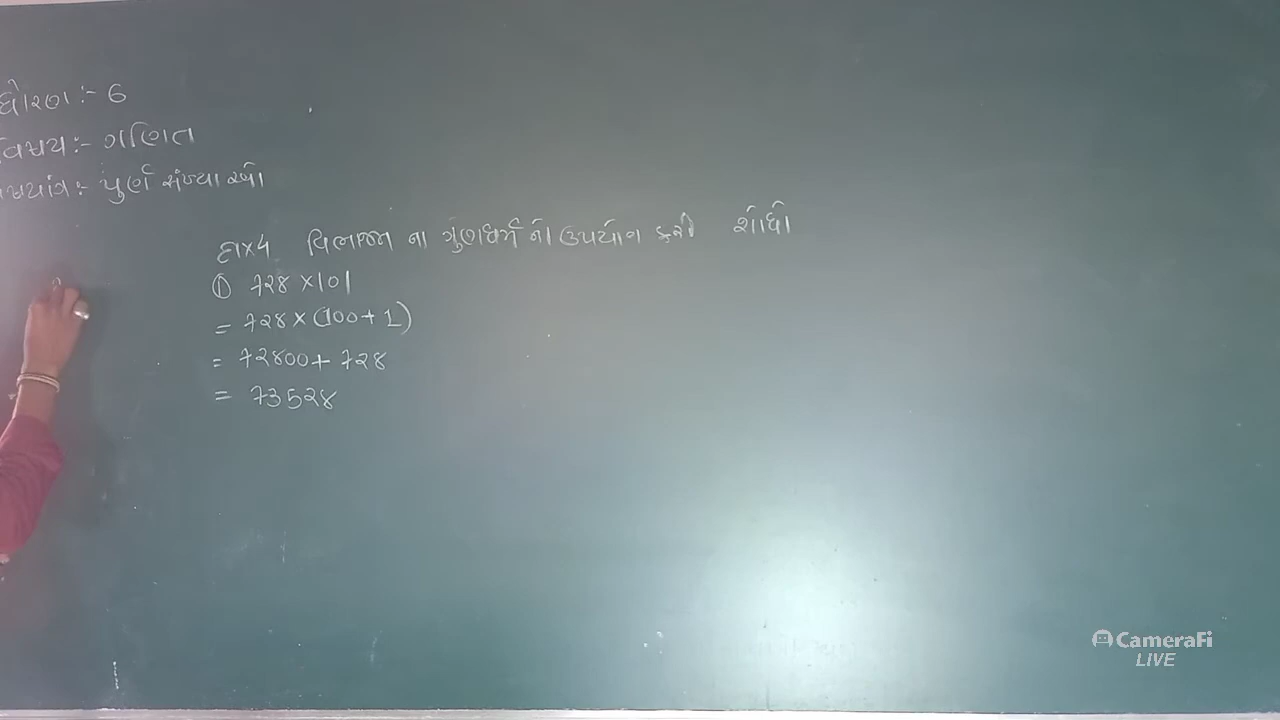 ધોરણ :- 6
વિષય :- ગણિત
પુર્ણ સંખ્યાઓ
દા×4 વિભાજન ના ગુણધર્મ નો ઉપયોગ કરી શોધો
① 728 × 101
= 728 × (100 + 1)
= 72800 + 728
= 73528
CameraFi
LIVE